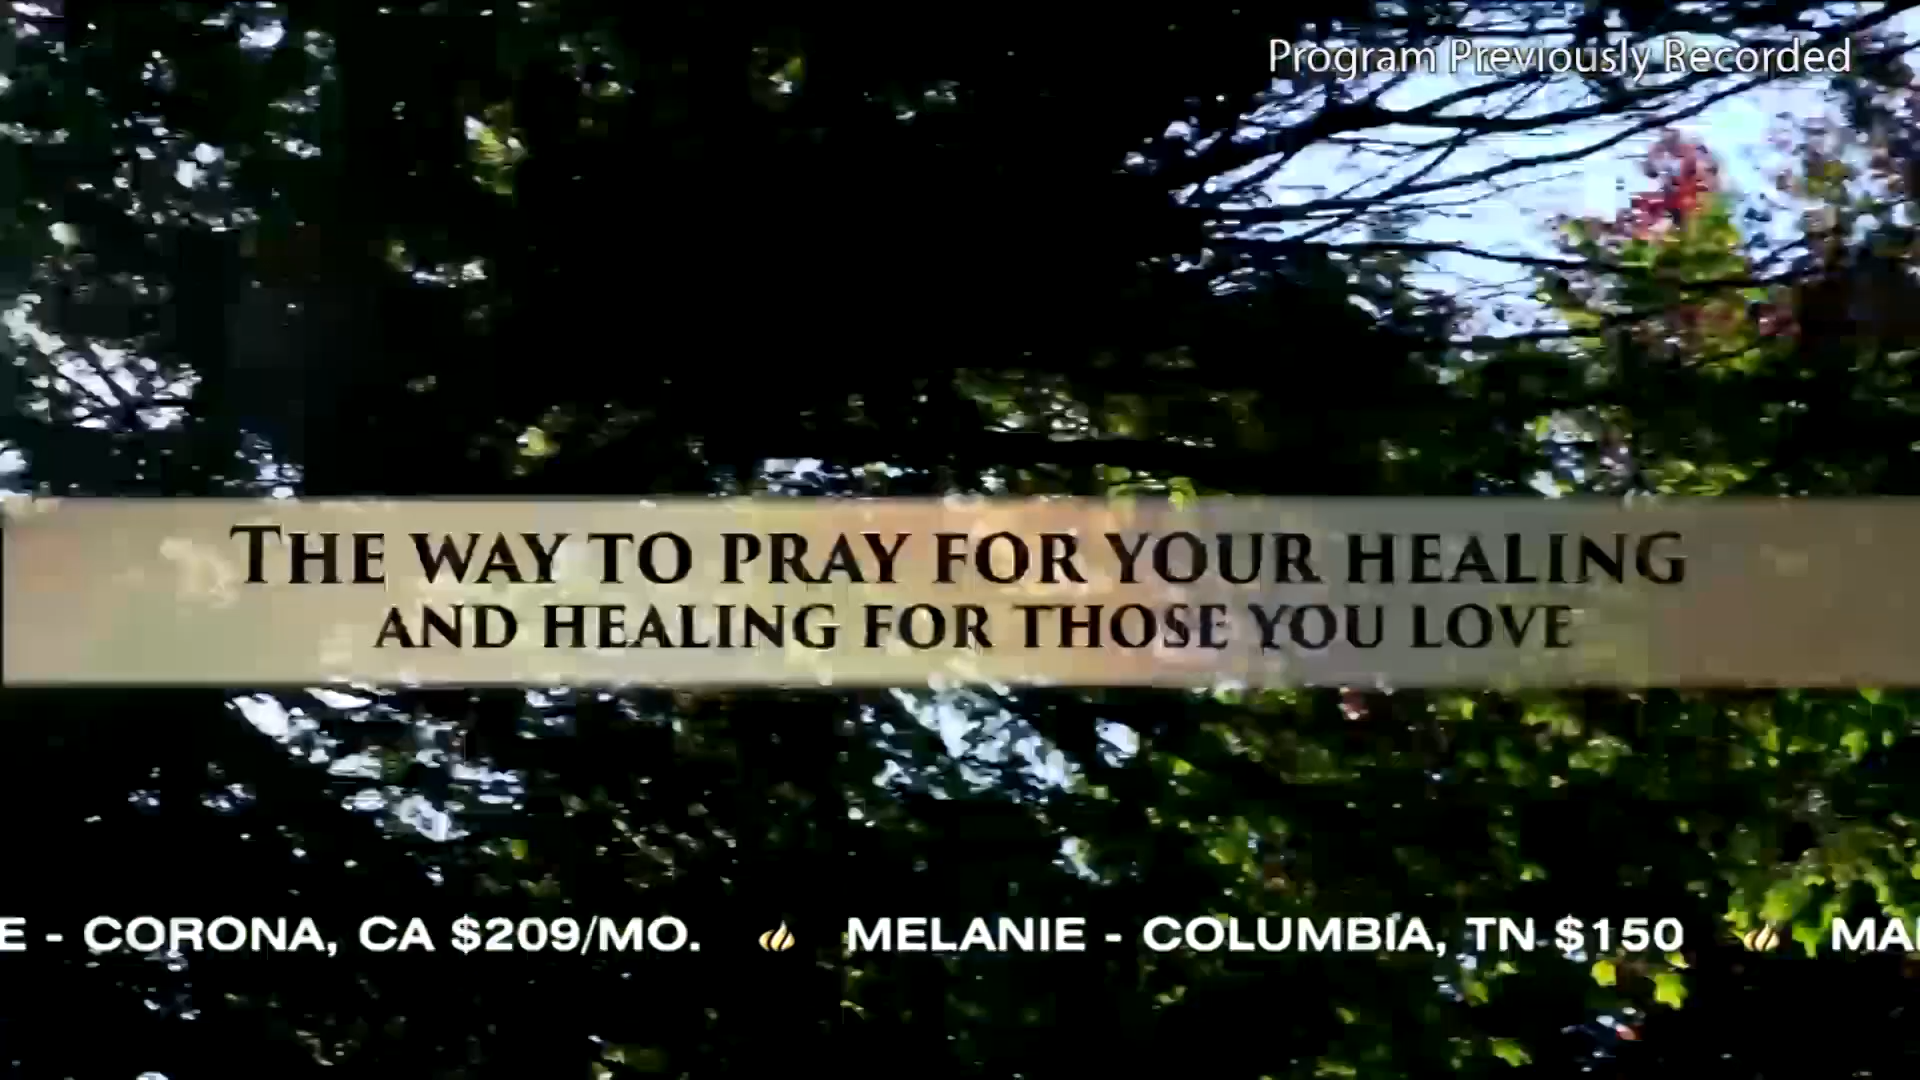 Program Previously Recorded
THE WAY TO PRAY FOR YOUR HEALING
AND HEALING FOR THOSE YOU LOVE
E - CORONA, CA $209/MO. MELANIE - COLUMBIA, TN $150 MA